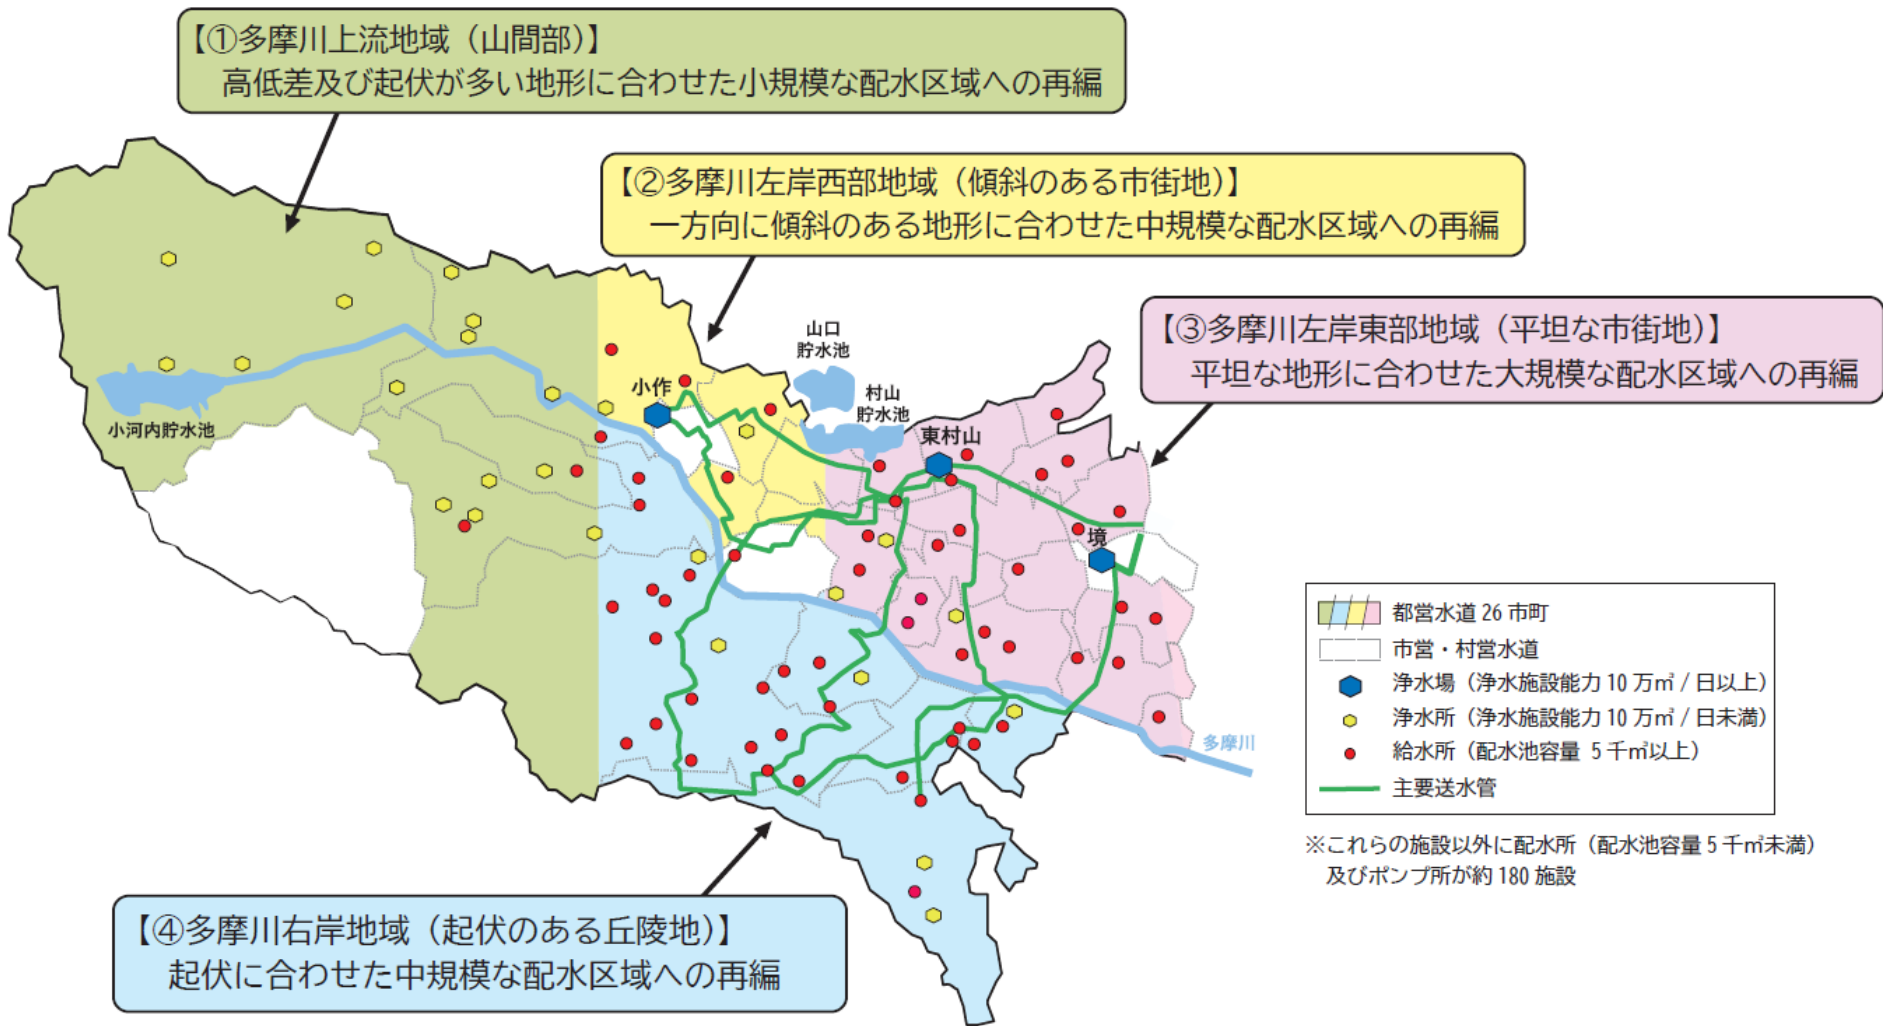 【①多摩川上流地域（山間部）】
高低差及び起伏が多い地形に合わせた小規模な配水区域への再編
【②多摩川左岸西部地域（傾斜のある市街地）】
一方向に傾斜のある地形に合わせた中規模な配水区域への再編
【③多摩川左岸東部地域（平坦な市街地）】
平坦な地形に合わせた大規模な配水区域への再編
山口
貯水池
小作
村山
貯水池
小河内貯水池
東村山
境
多摩川
都営水道 26 市町
市営・村営水道
浄水場（浄水施設能力 10 万㎥ / 日以上）
浄水所（浄水施設能力 10 万㎥ / 日未満）
給水所（配水池容量 5 千㎥以上）
主要送水管
※これらの施設以外に配水所（配水池容量 5 千㎥未満）
及びポンプ所が約 180 施設
【④多摩川右岸地域（起伏のある丘陵地）】
起伏に合わせた中規模な配水区域への再編